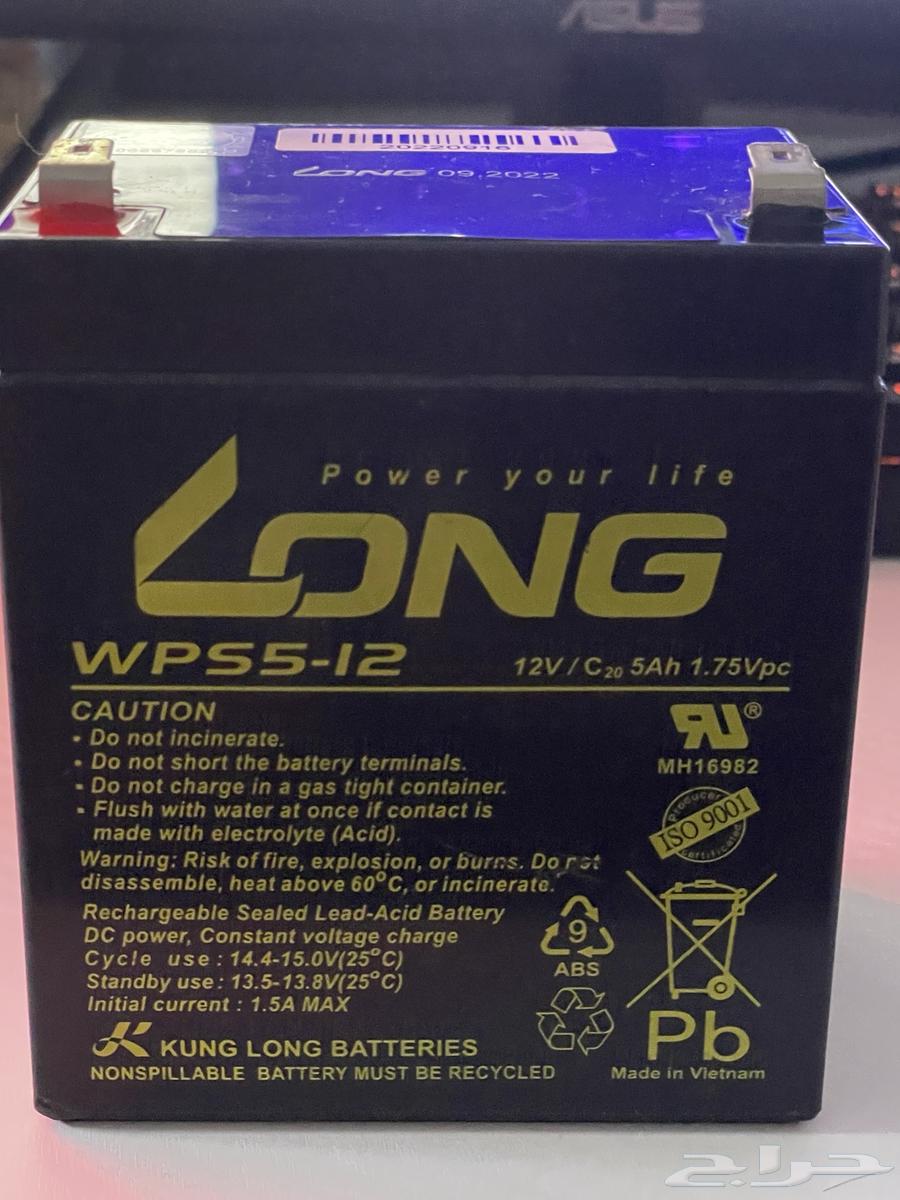 ASUS
20220916
LONG 09.2022
Power your life
LONG
WPS5-12
12V / C20 5Ah 1.75Vpc
CAUTION
• Do not incinerate.
• Do not short the battery terminals.
• Do not charge in a gas tight container.
• Flush with water at once if contact is
made with electrolyte (Acid).
Warning: Risk of fire, explosion, or burns. Do not
disassemble, heat above 60°C, or incinerate.
Rechargeable Sealed Lead-Acid Battery
DC power, Constant voltage charge
Cycle use : 14.4-15.0V(25°C)
Standby use : 13.5-13.8V(25°C)
Initial current : 1.5A MAX
KUNG LONG BATTERIES
NONSPILLABLE BATTERY MUST BE RECYCLED
RU®
MH16982
Producer
ISO 9001
Certificated
9
ABS
Pb
Made in Vietnam
حراج